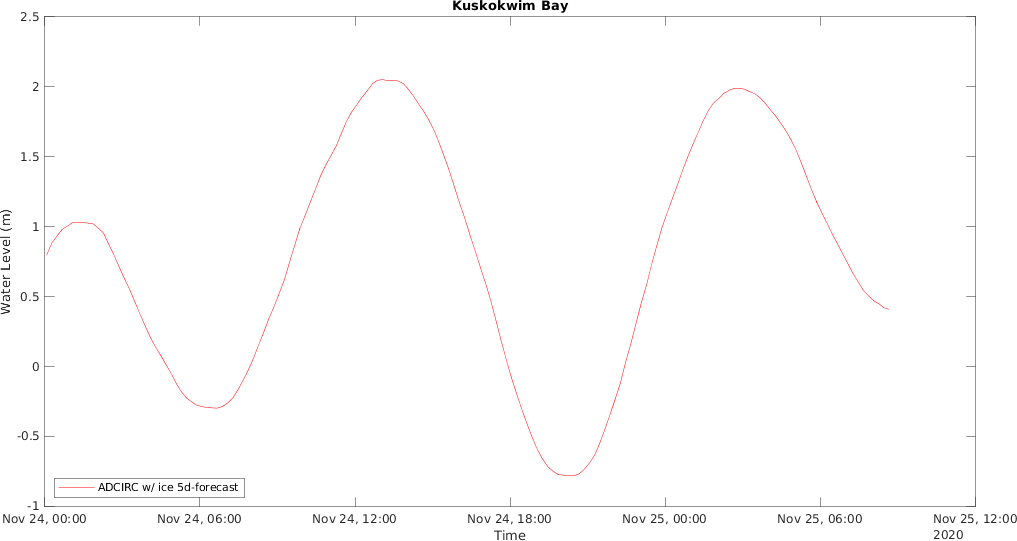 Kuskokwim Bay
2.5
2
1.5
1
0.5
0
-0.5
-1
Water Level (m)
ADCIRC w/ ice 5d-forecast
Nov 24, 00:00 Nov 24, 06:00 Nov 24, 12:00 Nov 24, 18:00 Nov 25, 00:00 Nov 25, 06:00 Nov 25, 12:00
2020
Time